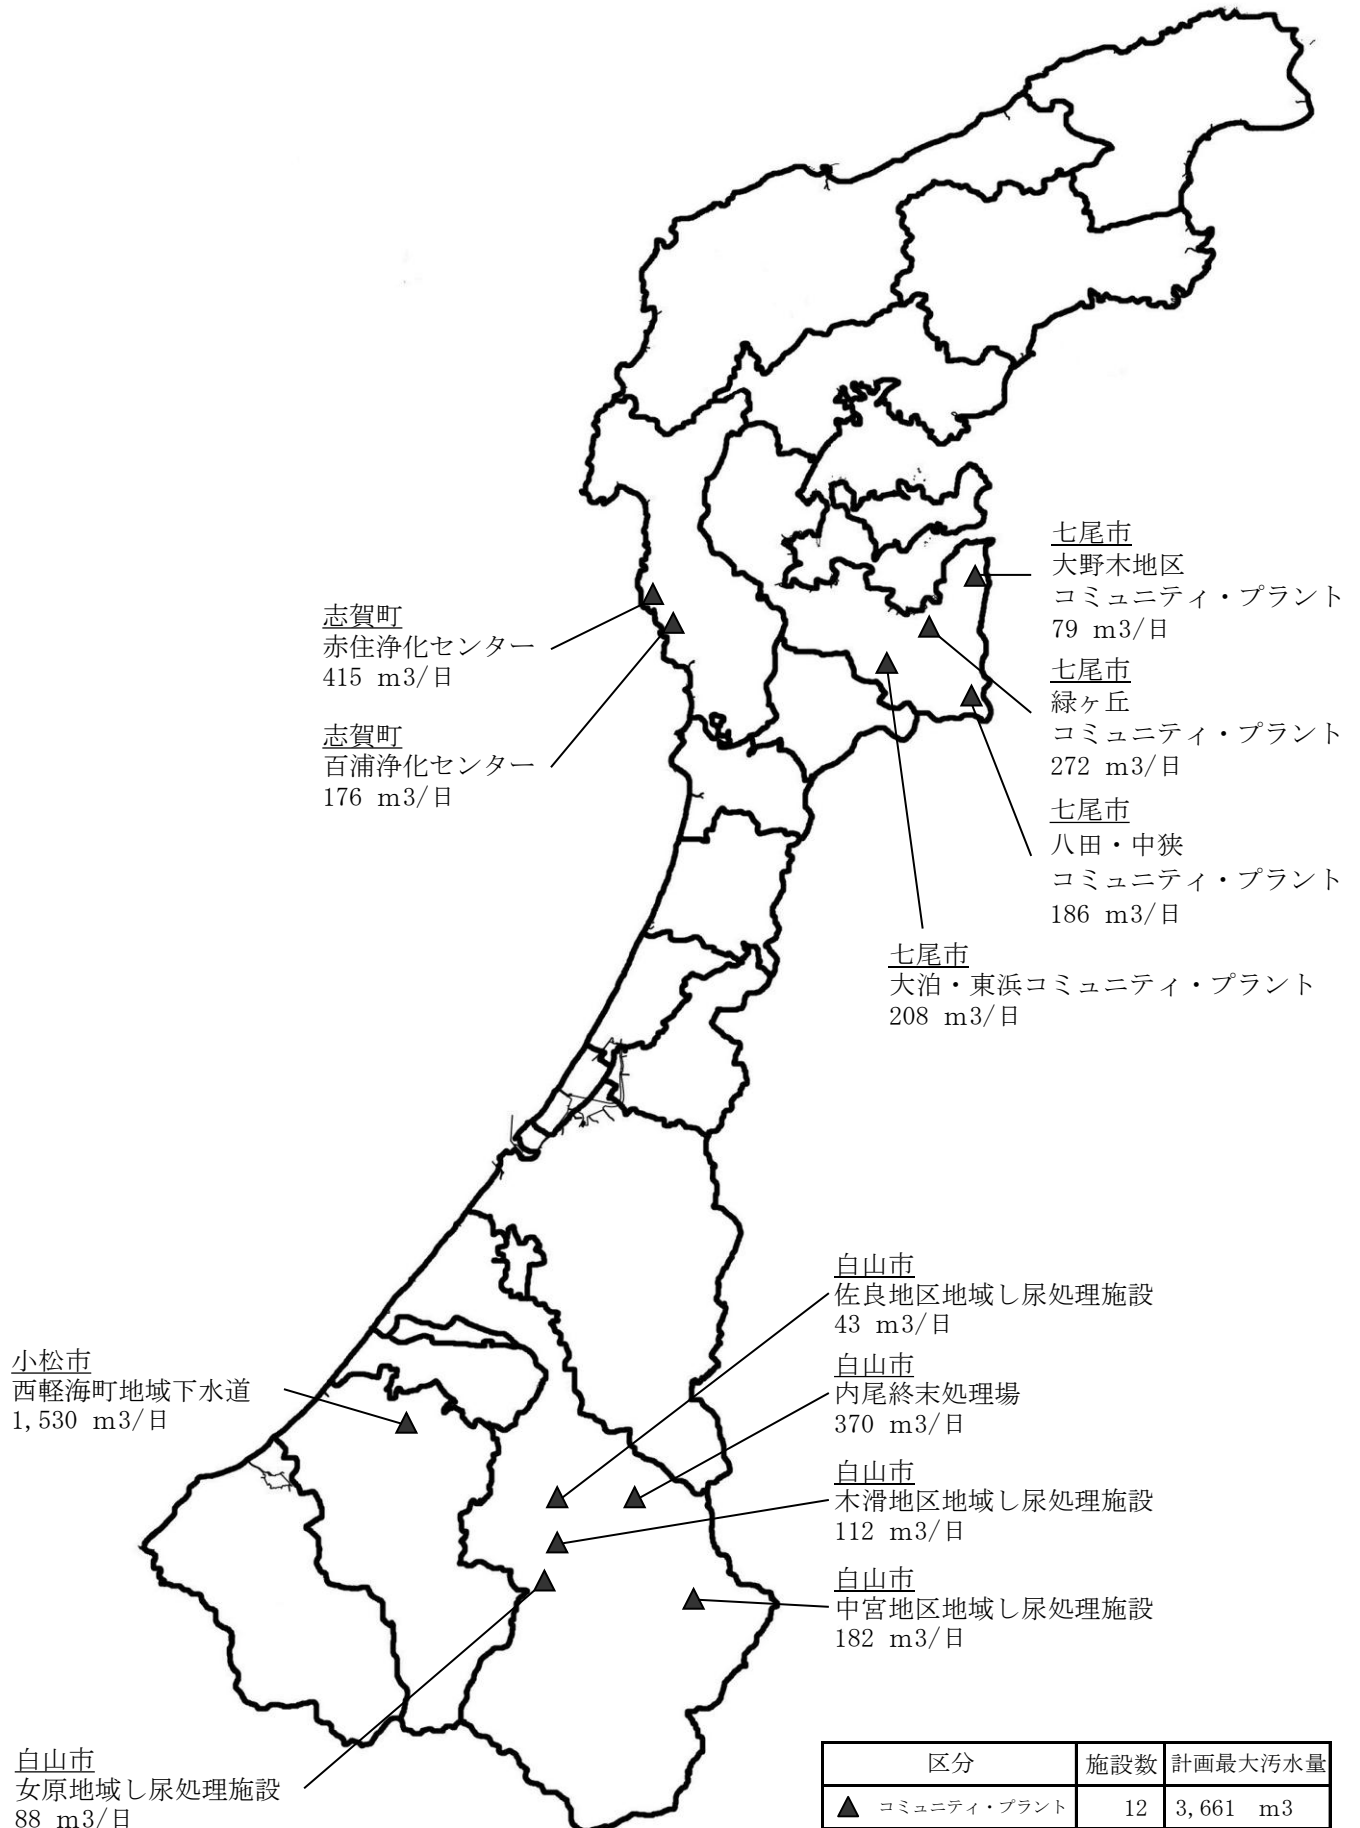 七尾市
大野木地区
コミュニティ・プラント
79 m3/日
七尾市
緑ヶ丘
コミュニティ・プラント
272 m3/日
七尾市
八田・中狭
コミュニティ・プラント
186 m3/日
七尾市
大泊・東浜コミュニティ・プラント
208 m3/日
志賀町
赤住浄化センター
415 m3/日
志賀町
百浦浄化センター
176 m3/日
白山市
佐良地区地域し尿処理施設
43 m3/日
白山市
内尾終末処理場
370 m3/日
白山市
木滑地区地域し尿処理施設
112 m3/日
白山市
中宮地区地域し尿処理施設
182 m3/日
小松市
西軽海町地域下水道
1,530 m3/日
白山市
女原地域し尿処理施設
88 m3/日
区分 施設数 計画最大汚水量
▲ コミュニティ・プラント 12 3,661 m3